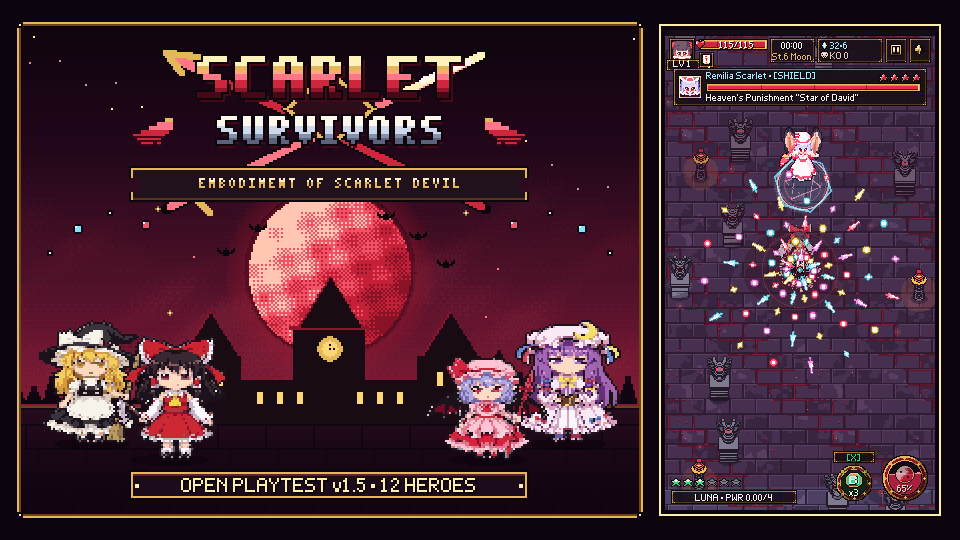 SCARLET
SURVIVORS
EMBODIMENT OF SCARLET DEVIL
OPEN PLAYTEST v1.5 • 12 HEROES
115/115
LV1
00:00
St.6 Moon
32•6
KO 0
Remilia Scarlet • [SHIELD]
Heaven's Punishment "Star of David"
[X]
B
x3
65%
LUNA • PWR 0.00/4